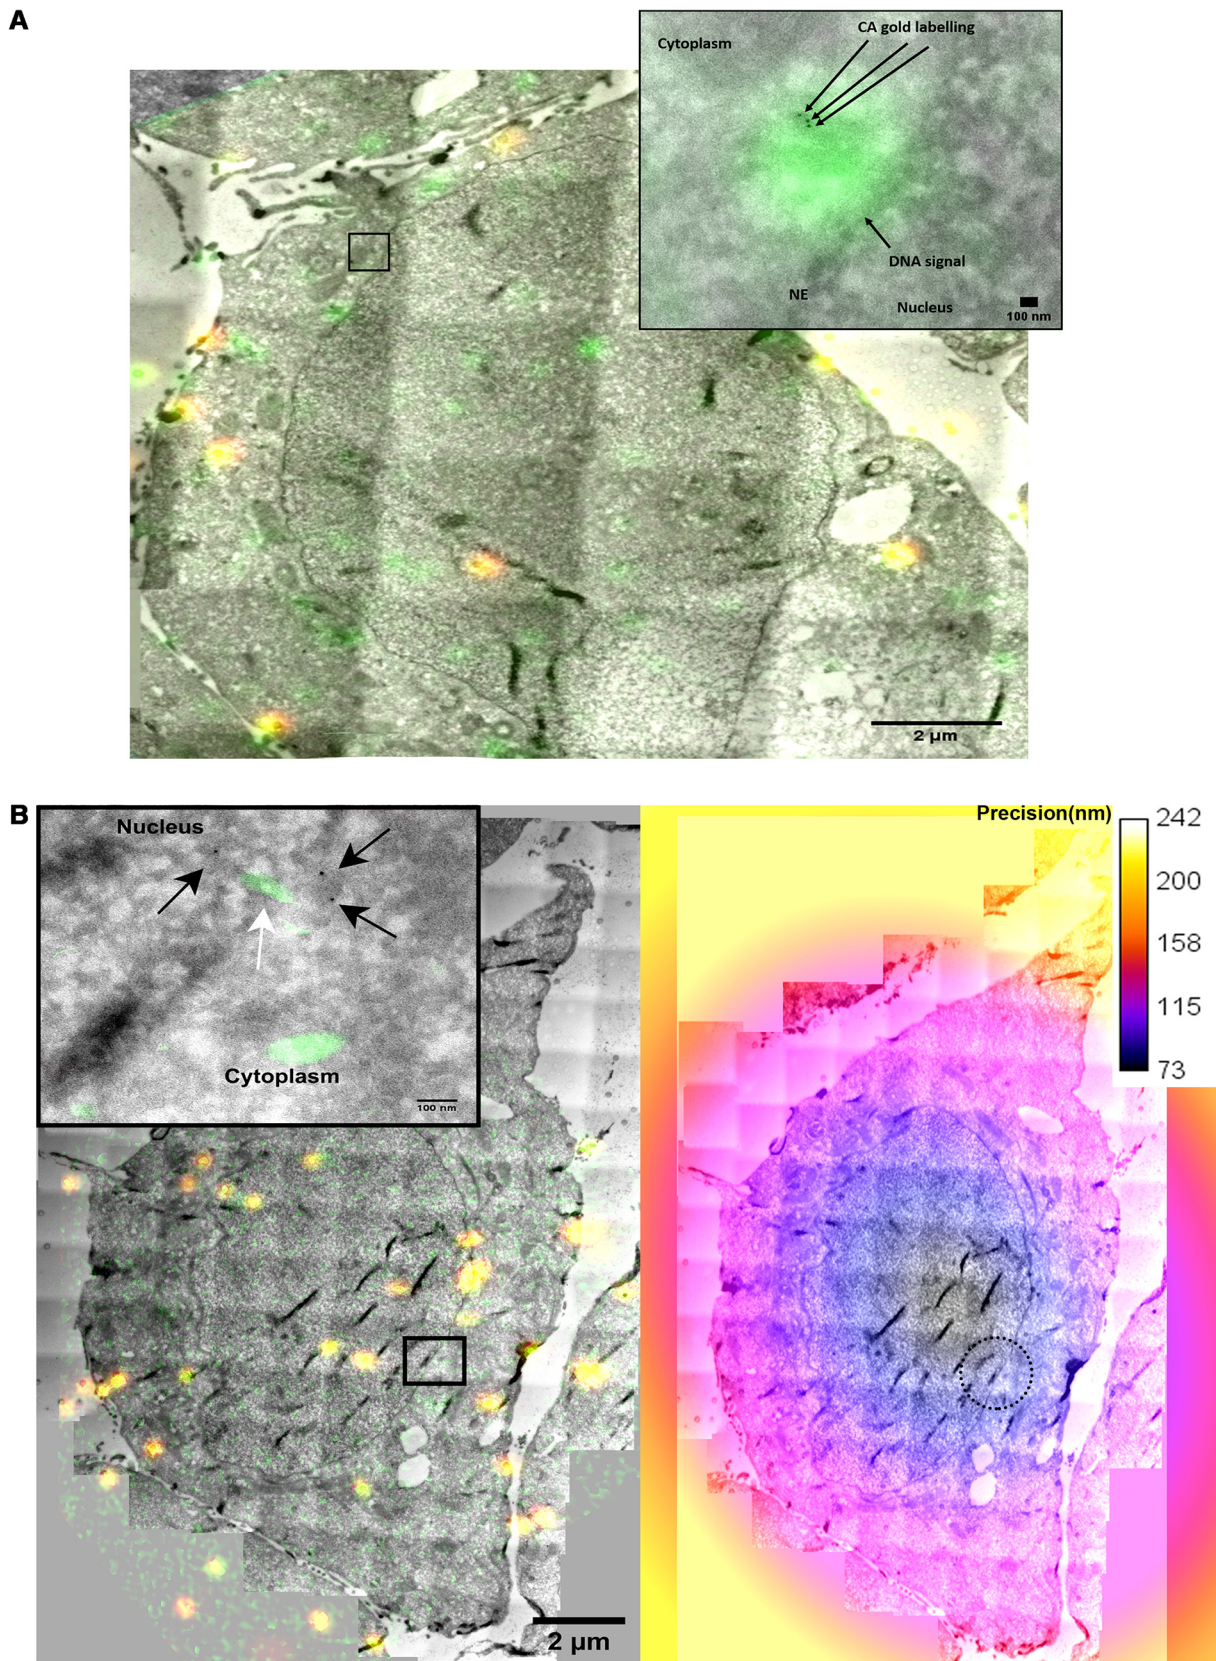 A
Cytoplasm
CA gold labelling
DNA signal
NE
Nucleus
100 nm
2 µm
B
Nucleus
Cytoplasm
100 nm
2 µm
Precision(nm)
242
200
158
115
73